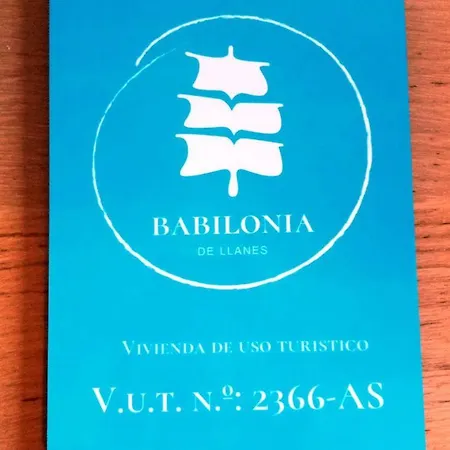 BABILONIA
DE LLANES
VIVIENDA DE USO TURISTICO
V.U.T. N.º: 2366-AS